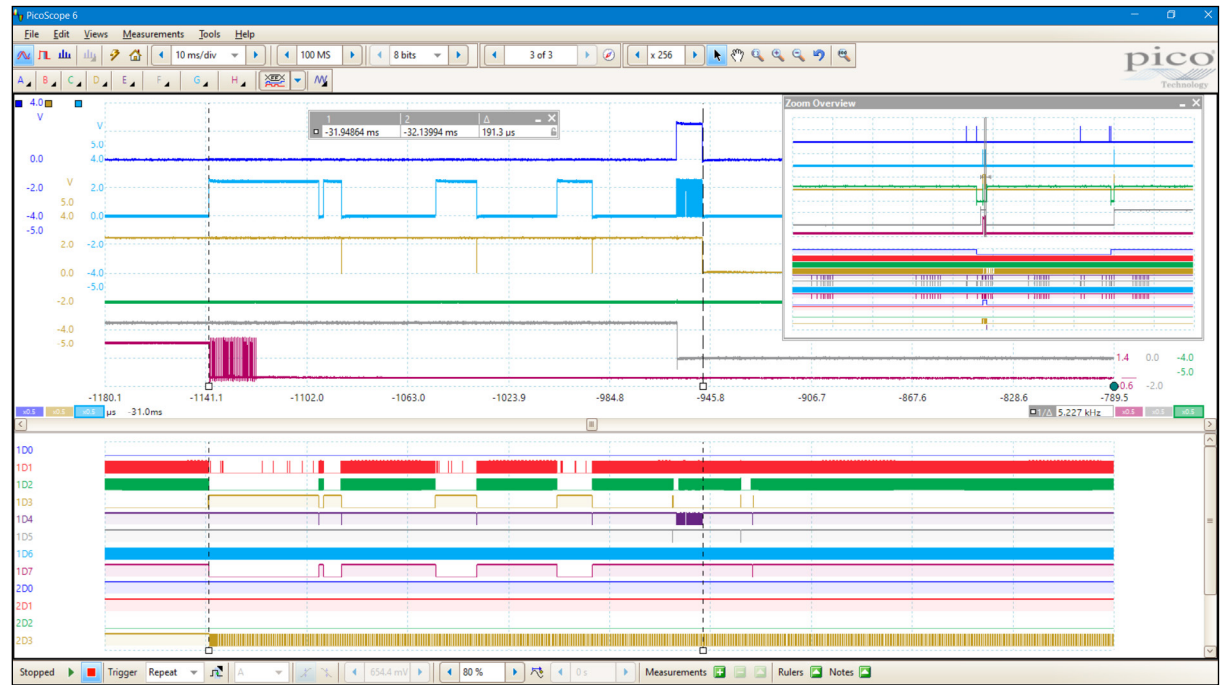 PicoScope 6
File Edit Views Measurements Tools Help
10 ms/div 100 MS 8 bits 3 of 3 x 256
pico
Technology
A B C D E F G H
4.0
V
V
5.0
0.0 4.0
-2.0 V 2.0
5.0
-4.0 4.0 0.0
-5.0
2.0 -2.0
0.0 -4.0
-5.0
-2.0
-4.0
-5.0
1 2 Δ
-31.94864 ms -32.13994 ms 191.3 µs
Zoom Overview
1.4 0.0 -4.0
-5.0
0.6 -2.0
-1180.1 -1141.1 -1102.0 -1063.0 -1023.9 -984.8 -945.8 -906.7 -867.6 -828.6 -789.5
x0.5 x0.5 x0.5 µs -31.0ms 1/Δ 5.227 kHz x0.5 x0.5 x0.5
1D0
1D1
1D2
1D3
1D4
1D5
1D6
1D7
2D0
2D1
2D2
2D3
Stopped Trigger Repeat A 654.4 mV 80 % 0 s Measurements Rulers Notes